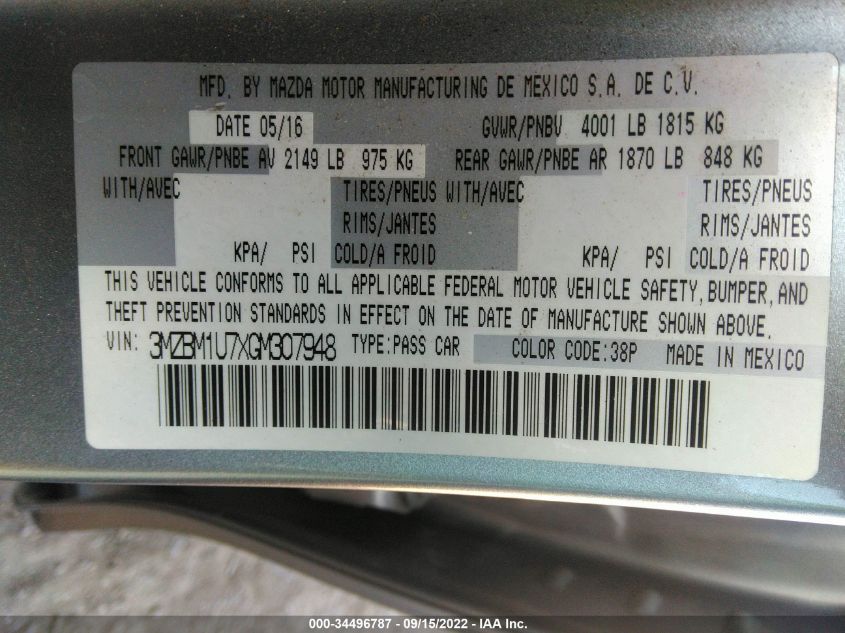 MFD. BY MAZDA MOTOR MANUFACTURING DE MEXICO S.A. DE C.V.
DATE 05/16 GVWR/PNBV 4001 LB 1815 KG
FRONT GAWR/PNBE AV 2149 LB 975 KG REAR GAWR/PNBE AR 1870 LB 848 KG
WITH/AVEC TIRES/PNEUS WITH/AVEC TIRES/PNEUS
RIMS/JANTES RIMS/JANTES
KPA/ PSI COLD/A FROID KPA/ PSI COLD/A FROID
THIS VEHICLE CONFORMS TO ALL APPLICABLE FEDERAL MOTOR VEHICLE SAFETY, BUMPER, AND
THEFT PREVENTION STANDARDS IN EFFECT ON THE DATE OF MANUFACTURE SHOWN ABOVE.
VIN: 3MZBM1U7XGM307948 TYPE:PASS CAR COLOR CODE:38P MADE IN MEXICO
000-34496787 - 09/15/2022 - IAA Inc.